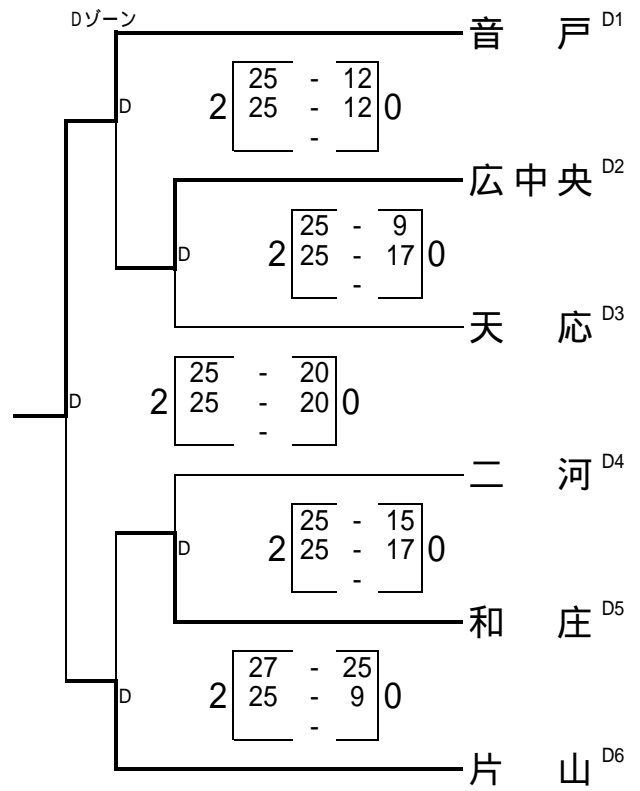 Dゾーン
音 戸 D1
D
2 25 - 12 0
25 - 12
-
広中央 D2
D
2 25 - 9 0
25 - 17
-
天 応 D3
D
2 25 - 20 0
25 - 20
-
二 河 D4
D
2 25 - 15 0
25 - 17
-
和 庄 D5
D
2 27 - 25 0
25 - 9
-
片 山 D6